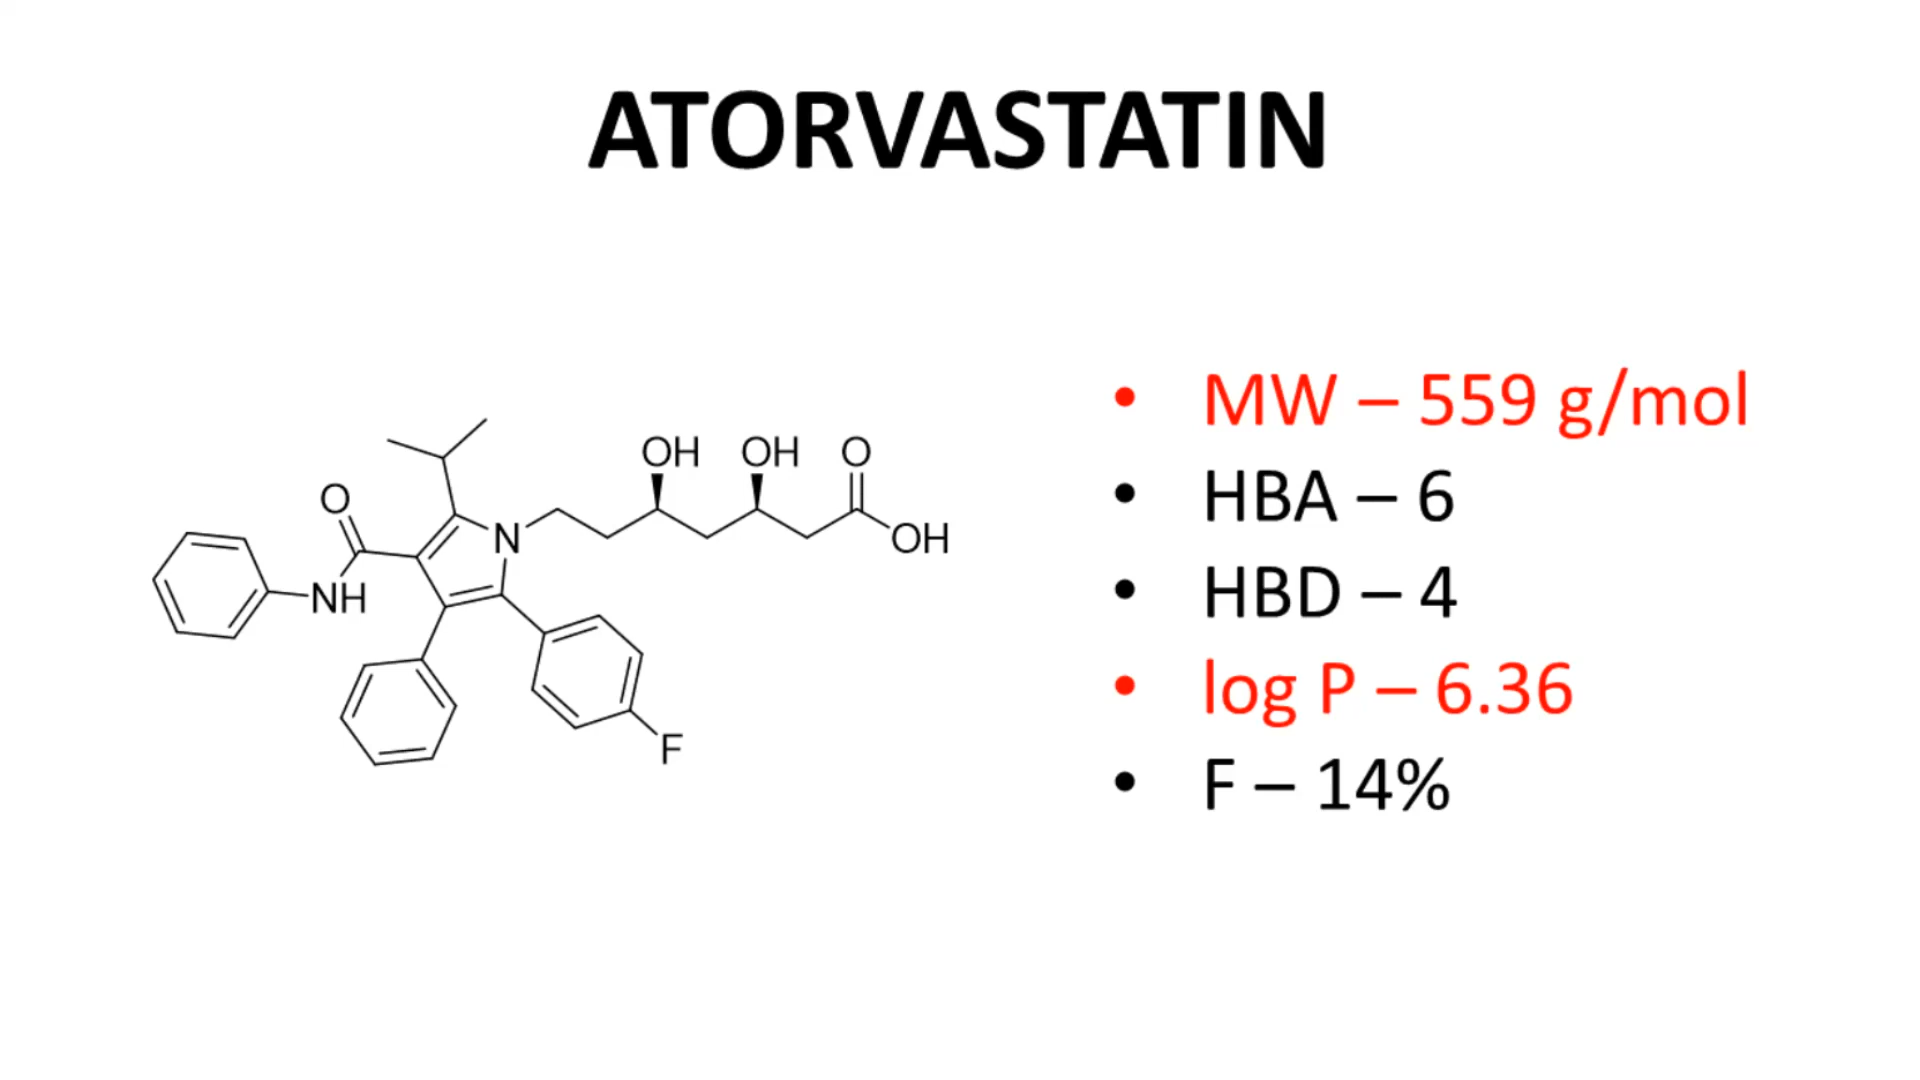 ATORVASTATIN
OH OH O
O
N
OH
NH
F
• MW – 559 g/mol
• HBA – 6
• HBD – 4
• log P – 6.36
• F – 14%